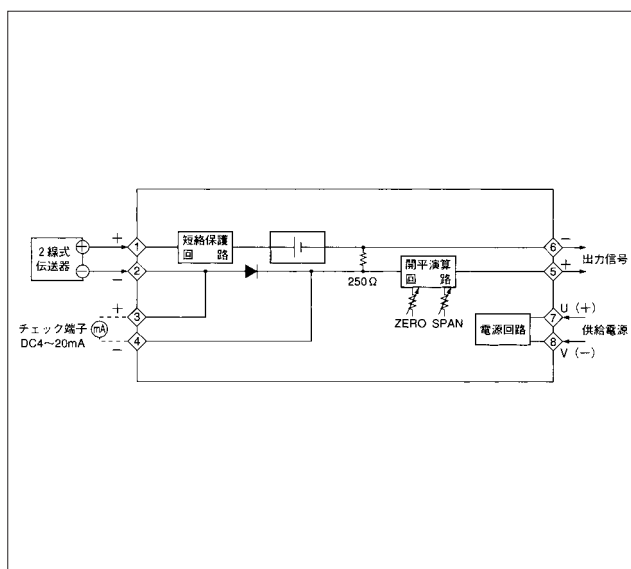 2線式
伝送器
+
−
+
−
1
2
短絡保護
回 路
250Ω
開平演算
回 路
ZERO SPAN
6
−
5
+
出力信号
チェック端子
DC4〜20mA
+
mA
−
3
4
電源回路
7
U (+)
8
V (−)
供給電源